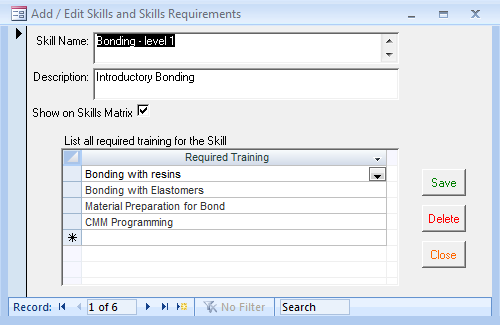 Add / Edit Skills and Skills Requirements
Skill Name: Bonding - level 1
Description: Introductory Bonding
Show on Skills Matrix
List all required training for the Skill
Required Training
Bonding with resins
Bonding with Elastomers
Material Preparation for Bond
CMM Programming
Save
Delete
Close
Record: 1 of 6 No Filter Search